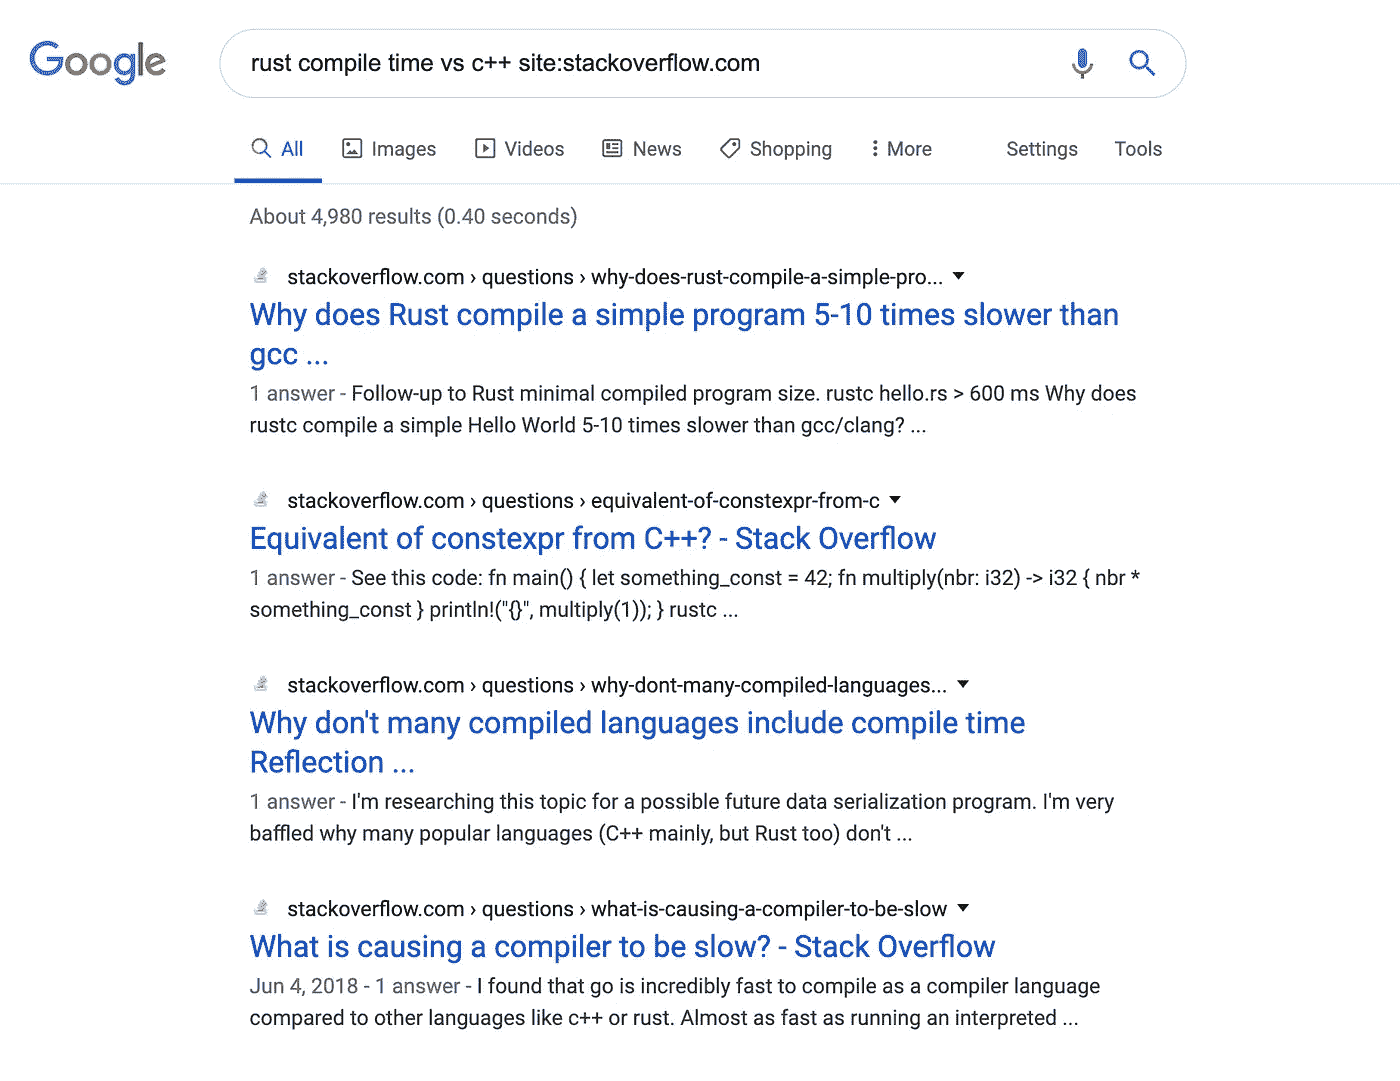 Google
rust compile time vs c++ site:stackoverflow.com
All Images Videos News Shopping More Settings Tools
About 4,980 results (0.40 seconds)
stackoverflow.com › questions › why-does-rust-compile-a-simple-pro...
Why does Rust compile a simple program 5-10 times slower than
gcc ...
1 answer - Follow-up to Rust minimal compiled program size. rustc hello.rs > 600 ms Why does
rustc compile a simple Hello World 5-10 times slower than gcc/clang? ...
stackoverflow.com › questions › equivalent-of-constexpr-from-c
Equivalent of constexpr from C++? - Stack Overflow
1 answer - See this code: fn main() { let something_const = 42; fn multiply(nbr: i32) -> i32 { nbr *
something_const } println!("{}", multiply(1)); } rustc ...
stackoverflow.com › questions › why-dont-many-compiled-languages...
Why don't many compiled languages include compile time
Reflection ...
1 answer - I'm researching this topic for a possible future data serialization program. I'm very
baffled why many popular languages (C++ mainly, but Rust too) don't ...
stackoverflow.com › questions › what-is-causing-a-compiler-to-be-slow
What is causing a compiler to be slow? - Stack Overflow
Jun 4, 2018 - 1 answer - I found that go is incredibly fast to compile as a compiler language
compared to other languages like c++ or rust. Almost as fast as running an interpreted ...